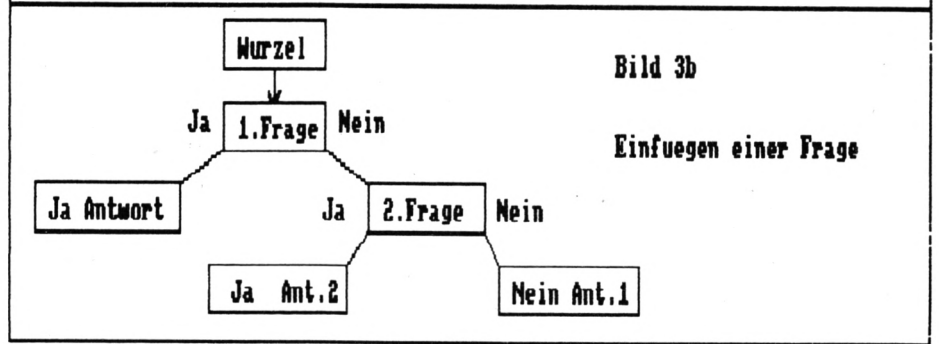 Wurzel
Bild 3b
Ja 1.Frage Nein
Einfuegen einer Frage
Ja Antwort Ja 2.Frage Nein
Ja Ant.2 Nein Ant.1